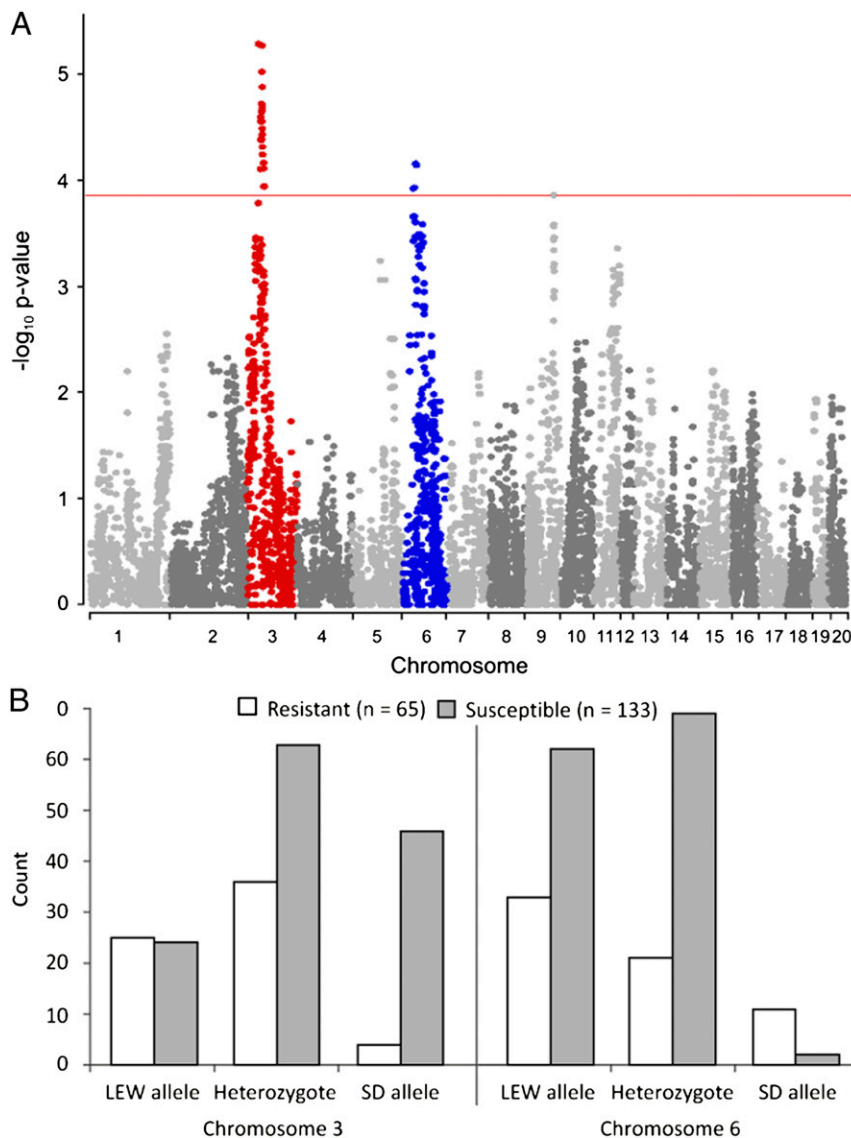 A
5
4
3
2
1
0
-log10 p-value
1 2 3 4 5 6 7 8 9 10 11 12 13 14 15 16 17 18 19 20
Chromosome
B
Resistant (n = 65) Susceptible (n = 133)
0
60
50
40
30
20
10
0
Count
LEW allele Heterozygote SD allele LEW allele Heterozygote SD allele
Chromosome 3 Chromosome 6